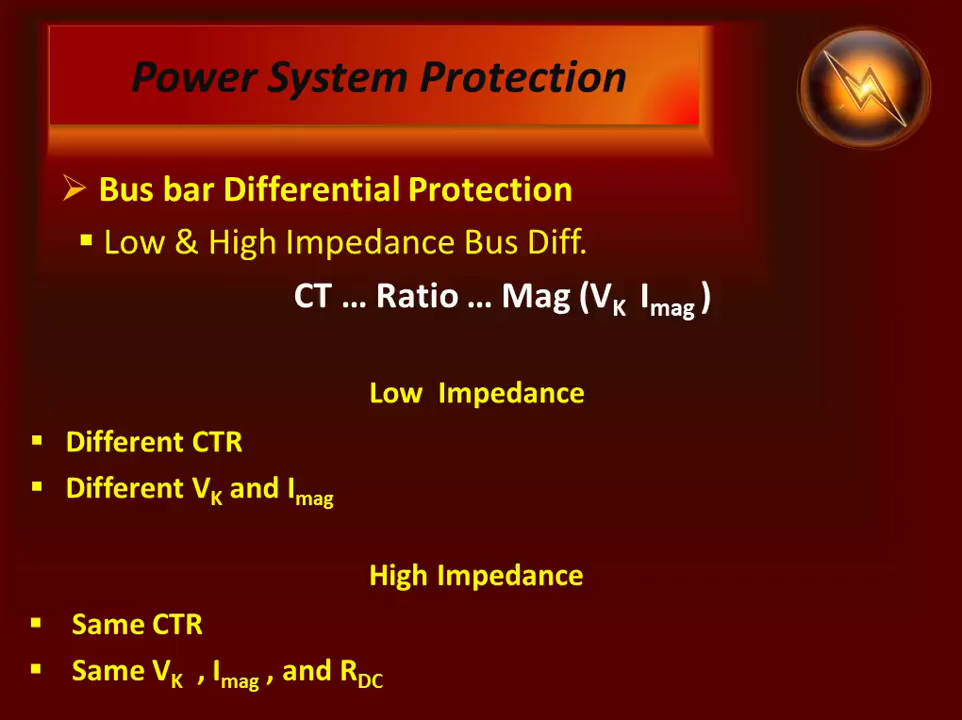 Power System Protection
➢ Bus bar Differential Protection
▪ Low & High Impedance Bus Diff.
CT … Ratio … Mag (VK Imag )
Low Impedance
▪ Different CTR
▪ Different VK and Imag
High Impedance
▪ Same CTR
▪ Same VK , Imag , and RDC